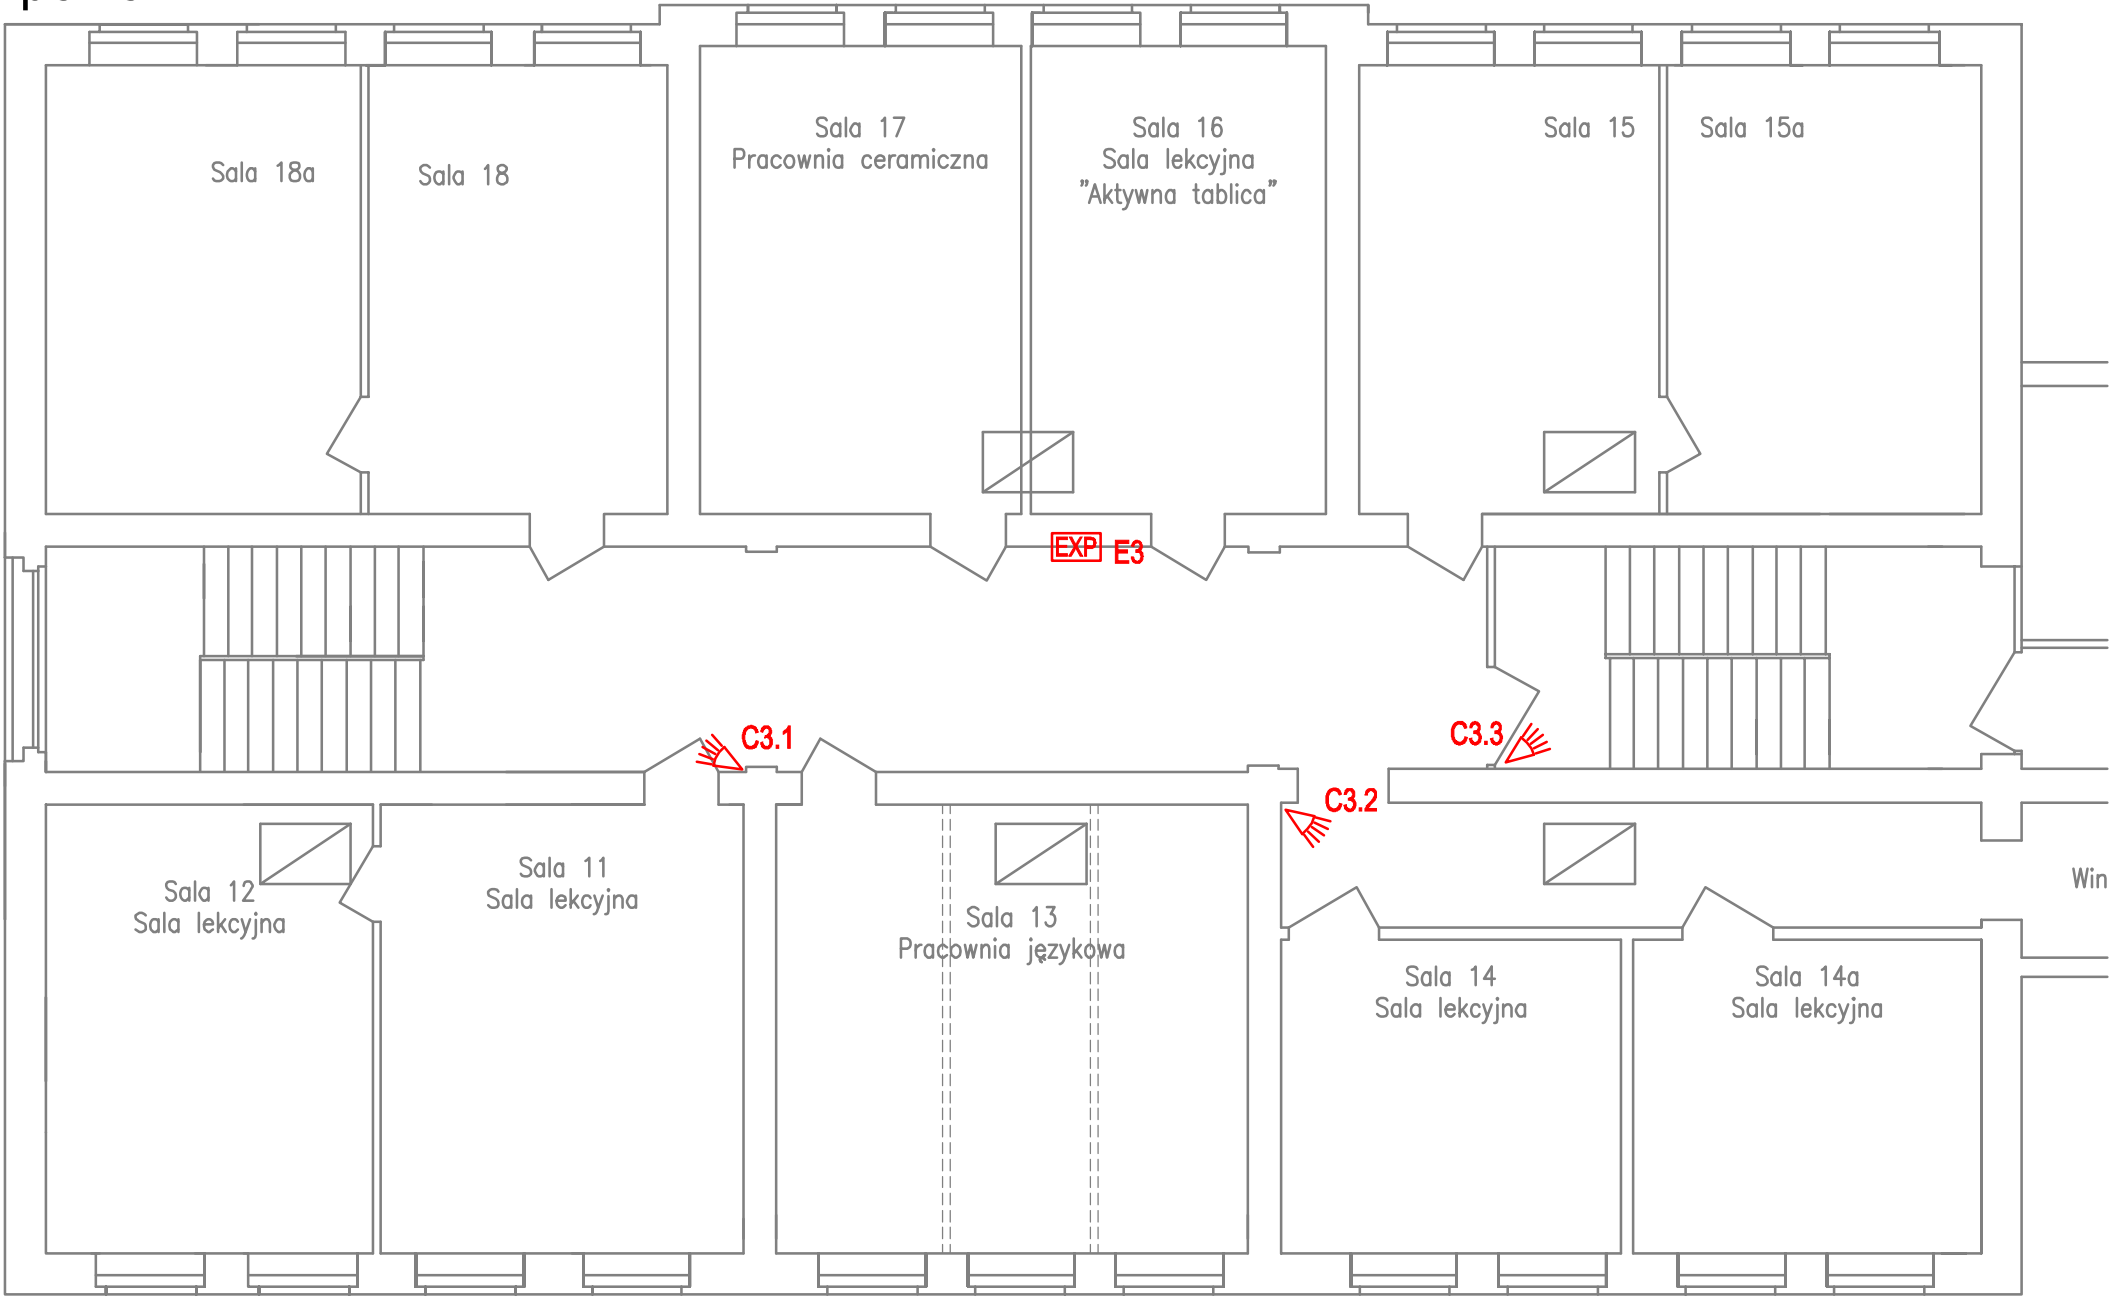 Sala 18a
Sala 18
Sala 17
Pracownia ceramiczna
Sala 16
Sala lekcyjna
"Aktywna tablica"
Sala 15
Sala 15a
EXP
E3
C3.1
C3.3
C3.2
Sala 12
Sala lekcyjna
Sala 11
Sala lekcyjna
Sala 13
Pracownia językowa
Sala 14
Sala lekcyjna
Sala 14a
Sala lekcyjna
Win